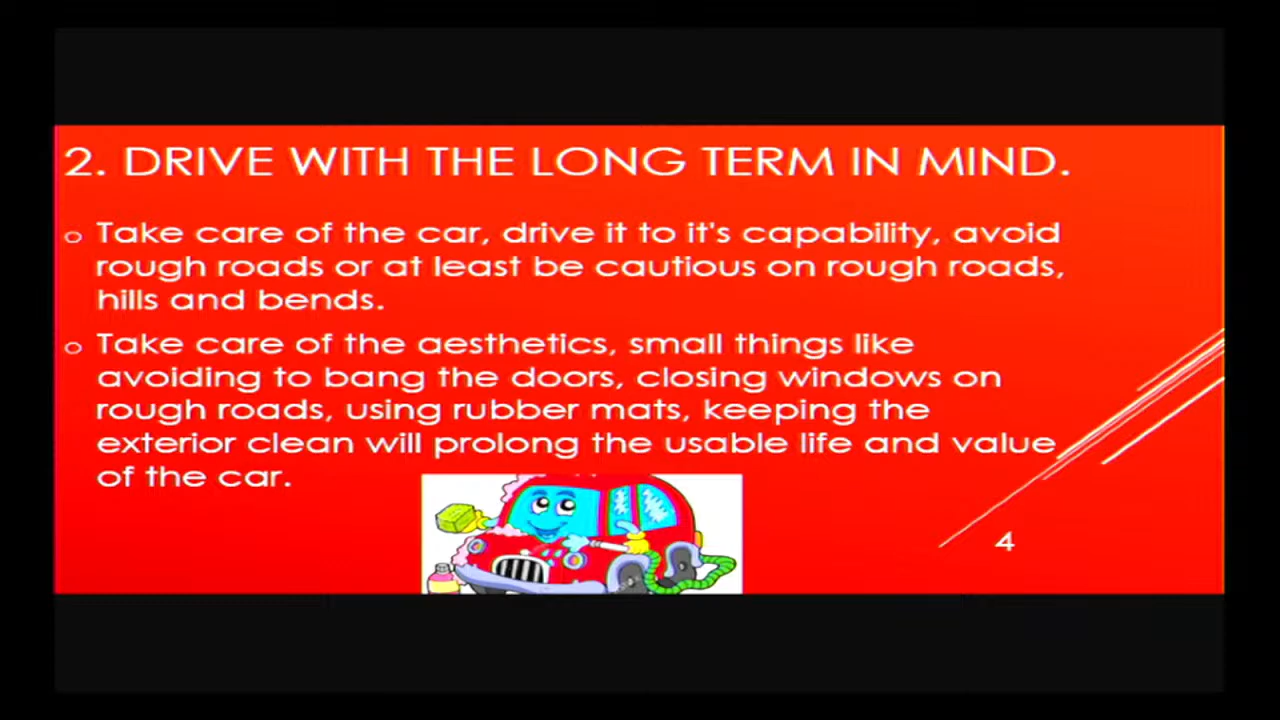 2. DRIVE WITH THE LONG TERM IN MIND.
Take care of the car, drive it to it's capability, avoid
rough roads or at least be cautious on rough roads,
hills and bends.
Take care of the aesthetics, small things like
avoiding to bang the doors, closing windows on
rough roads, using rubber mats, keeping the
exterior clean will prolong the usable life and value
of the car.
4